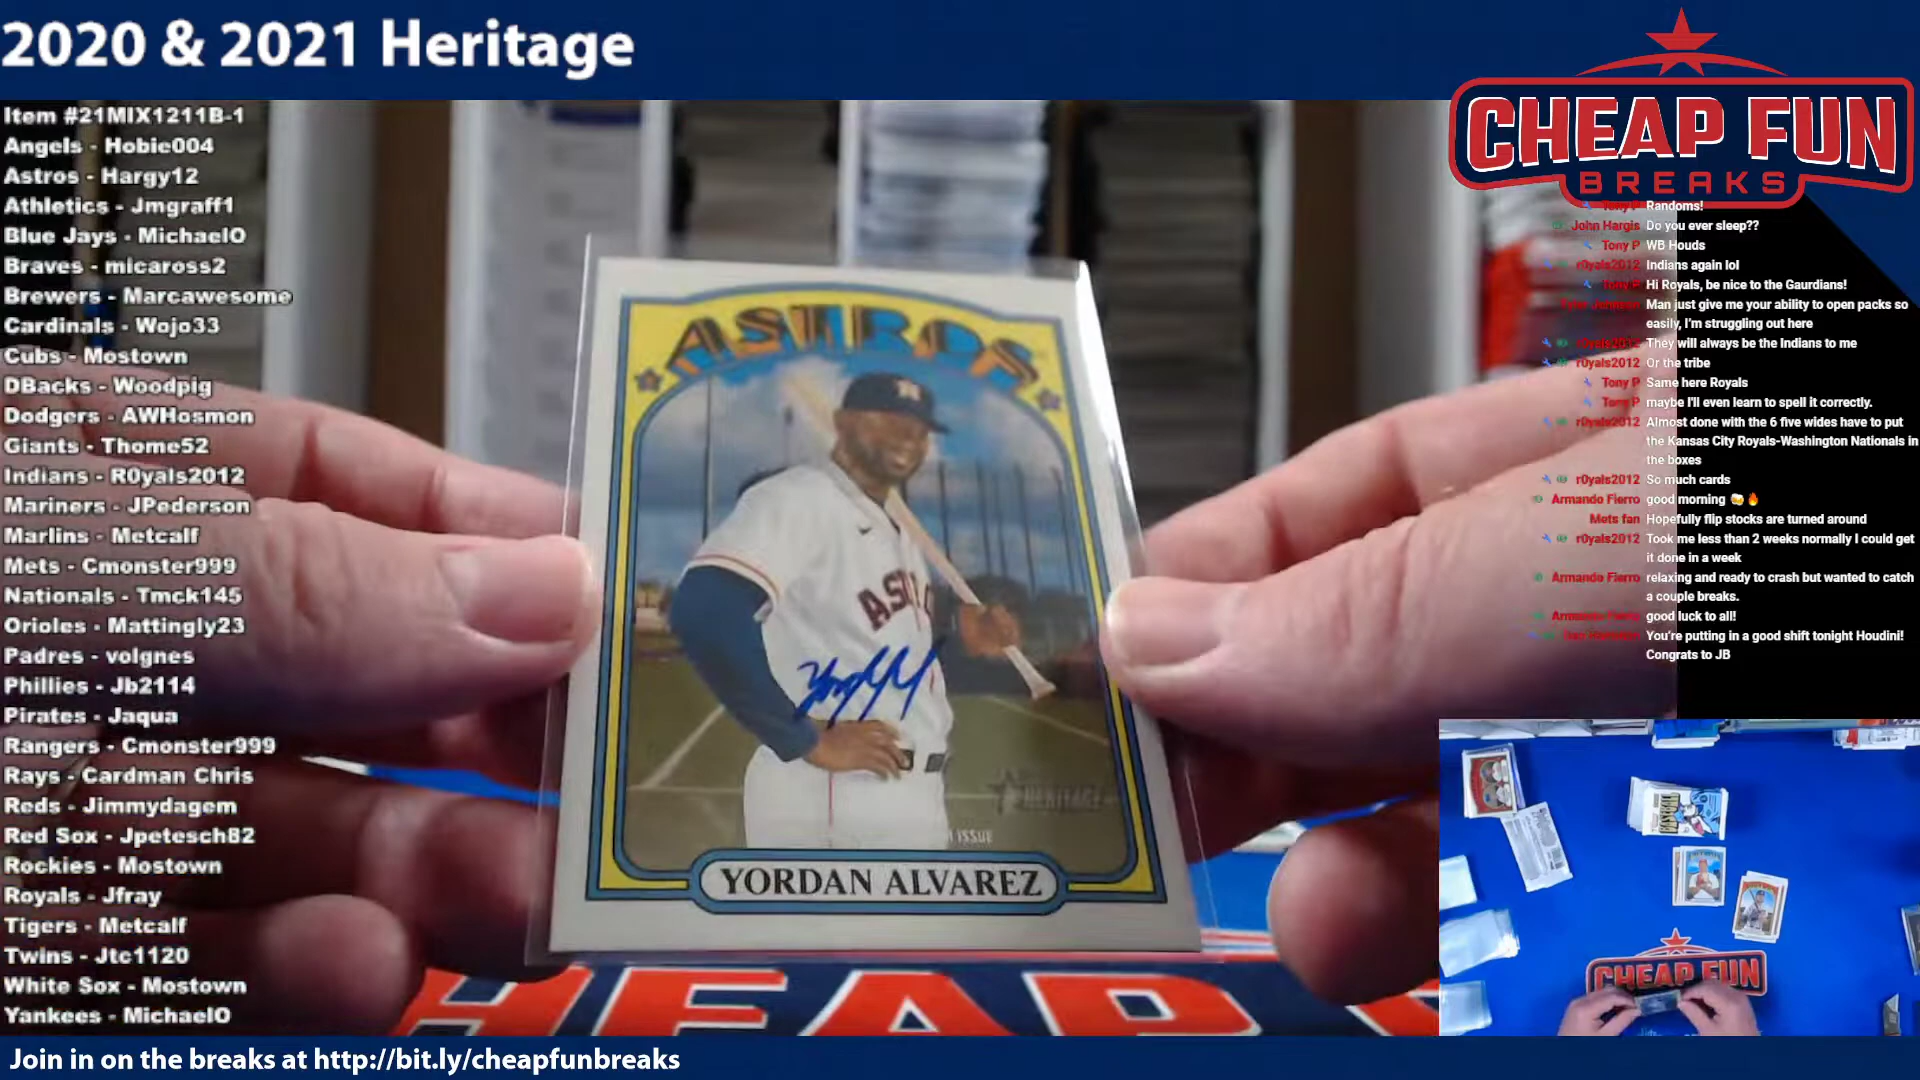 2020 & 2021 Heritage
Item #21MIX1211B-1
Angels - Hobie004
Astros - Hargy12
Athletics - Jmgraff1
Blue Jays - MichaelO
Braves - micaross2
Brewers - Marcawesome
Cardinals - Wojo33
Cubs - Mostown
DBacks - Woodpig
Dodgers - AWHosmon
Giants - Thome52
Indians - R0yals2012
Mariners - JPederson
Marlins - Metcalf
Mets - Cmonster999
Nationals - Tmck145
Orioles - Mattingly23
Padres - volgnes
Phillies - Jb2114
Pirates - Jaqua
Rangers - Cmonster999
Rays - Cardman Chris
Reds - Jimmydagem
Red Sox - Jpetesch82
Rockies - Mostown
Royals - Jfray
Tigers - Metcalf
Twins - Jtc1120
White Sox - Mostown
Yankees - MichaelO
Join in on the breaks at http://bit.ly/cheapfunbreaks
ASTROS
HERITAGE
ISSUE
YORDAN ALVAREZ
CHEAP
CHEAP FUN
BREAKS
Tony P Randoms!
John Hargis Do you ever sleep??
Tony P WB Houds
r0yals2012 Indians again lol
Tony P Hi Royals, be nice to the Gaurdians!
Man just give me your ability to open packs so
easily, I'm struggling out here
r0yals2012 They will always be the Indians to me
r0yals2012 Or the tribe
Tony P Same here Royals
Tony P maybe I'll even learn to spell it correctly.
r0yals2012 Almost done with the 6 five wides have to put
the Kansas City Royals-Washington Nationals in
the boxes
r0yals2012 So much cards
Armando Fierro good morning 🍻🔥
Mets fan Hopefully flip stocks are turned around
r0yals2012 Took me less than 2 weeks normally I could get
it done in a week
Armando Fierro relaxing and ready to crash but wanted to catch
a couple breaks.
Armando Fierro good luck to all!
You're putting in a good shift tonight Houdini!
Congrats to JB
BASEBALL
CHEAP FUN